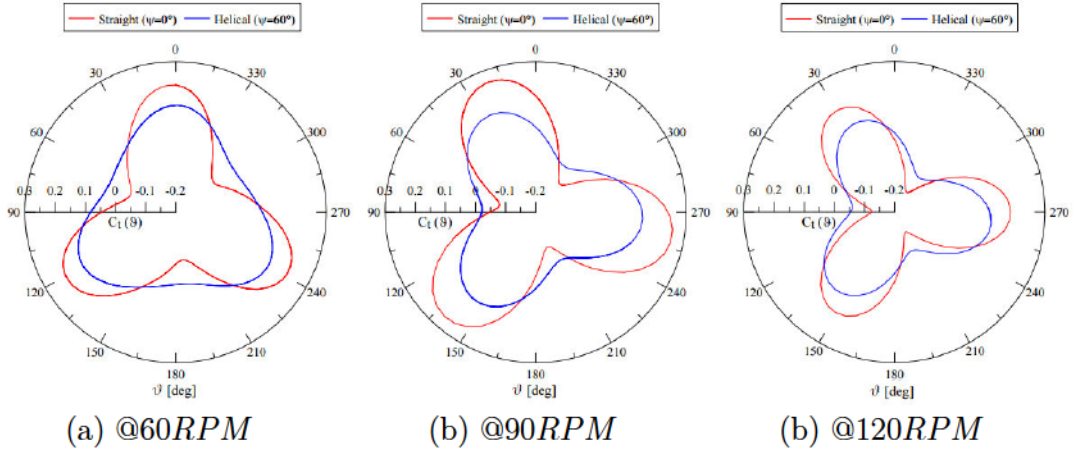 Straight (ψ=0°) Helical (ψ=60°)
0
30 330
60 300
0.3 0.2 0.1 0 -0.1 -0.2
90 270
Cₜ(ϑ)
120 240
150 210
180
ϑ [deg]
(a) @60RPM
Straight (ψ=0°) Helical (ψ=60°)
0
30 330
60 300
0.3 0.2 0.1 0 -0.1 -0.2
90 270
Cₜ(ϑ)
120 240
150 210
180
ϑ [deg]
(b) @90RPM
Straight (ψ=0°) Helical (ψ=60°)
0
30 330
60 300
0.3 0.2 0.1 0 -0.1 -0.2
90 270
Cₜ(ϑ)
120 240
150 210
180
ϑ [deg]
(b) @120RPM